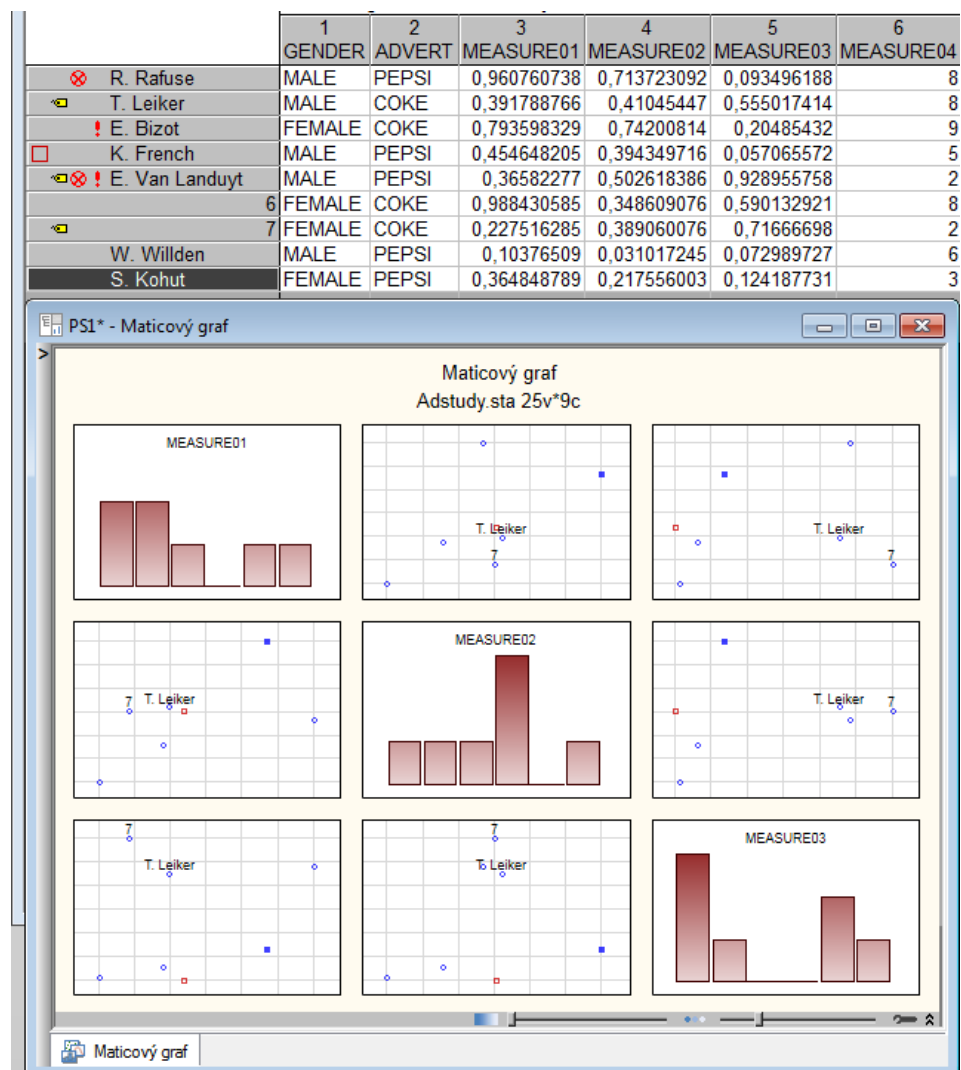 1 2 3 4 5 6
GENDER ADVERT MEASURE01 MEASURE02 MEASURE03 MEASURE04
R. Rafuse MALE PEPSI 0,960760738 0,713723092 0,093496188 8
T. Leiker MALE COKE 0,391788766 0,41045447 0,555017414 8
! E. Bizot FEMALE COKE 0,793598329 0,74200814 0,20485432 9
K. French MALE PEPSI 0,454648205 0,394349716 0,057065572 5
! E. Van Landuyt MALE PEPSI 0,36582277 0,502618386 0,928955758 2
6 FEMALE COKE 0,988430585 0,348609076 0,590132921 8
7 FEMALE COKE 0,227516285 0,389060076 0,71666698 2
W. Willden MALE PEPSI 0,10376509 0,031017245 0,072989727 6
S. Kohut FEMALE PEPSI 0,364848789 0,217556003 0,124187731 3
PS1* - Maticový graf
>
Maticový graf
Adstudy.sta 25v*9c
MEASURE01
T. Leiker
7
T. Leiker
7
7 T. Leiker
MEASURE02
T. Leiker 7
7
T. Leiker
7
T. Leiker
MEASURE03
Maticový graf